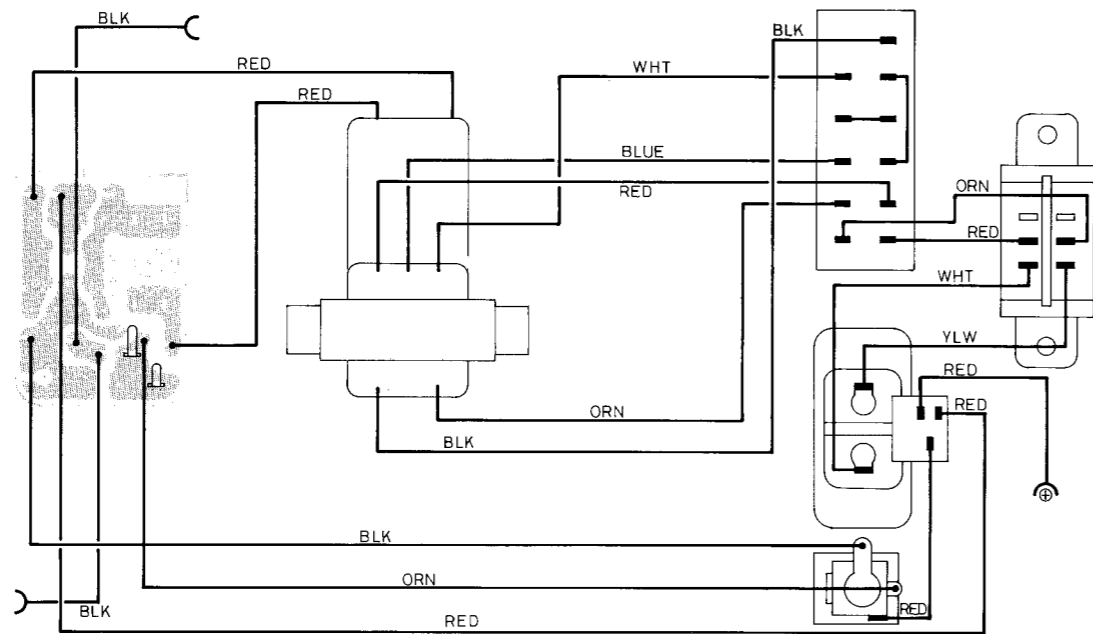 BLK
BLK
RED
WHT
RED
BLUE
RED
ORN
RED
WHT
YLW
RED
RED
ORN
BLK
BLK
ORN
RED
BLK
RED